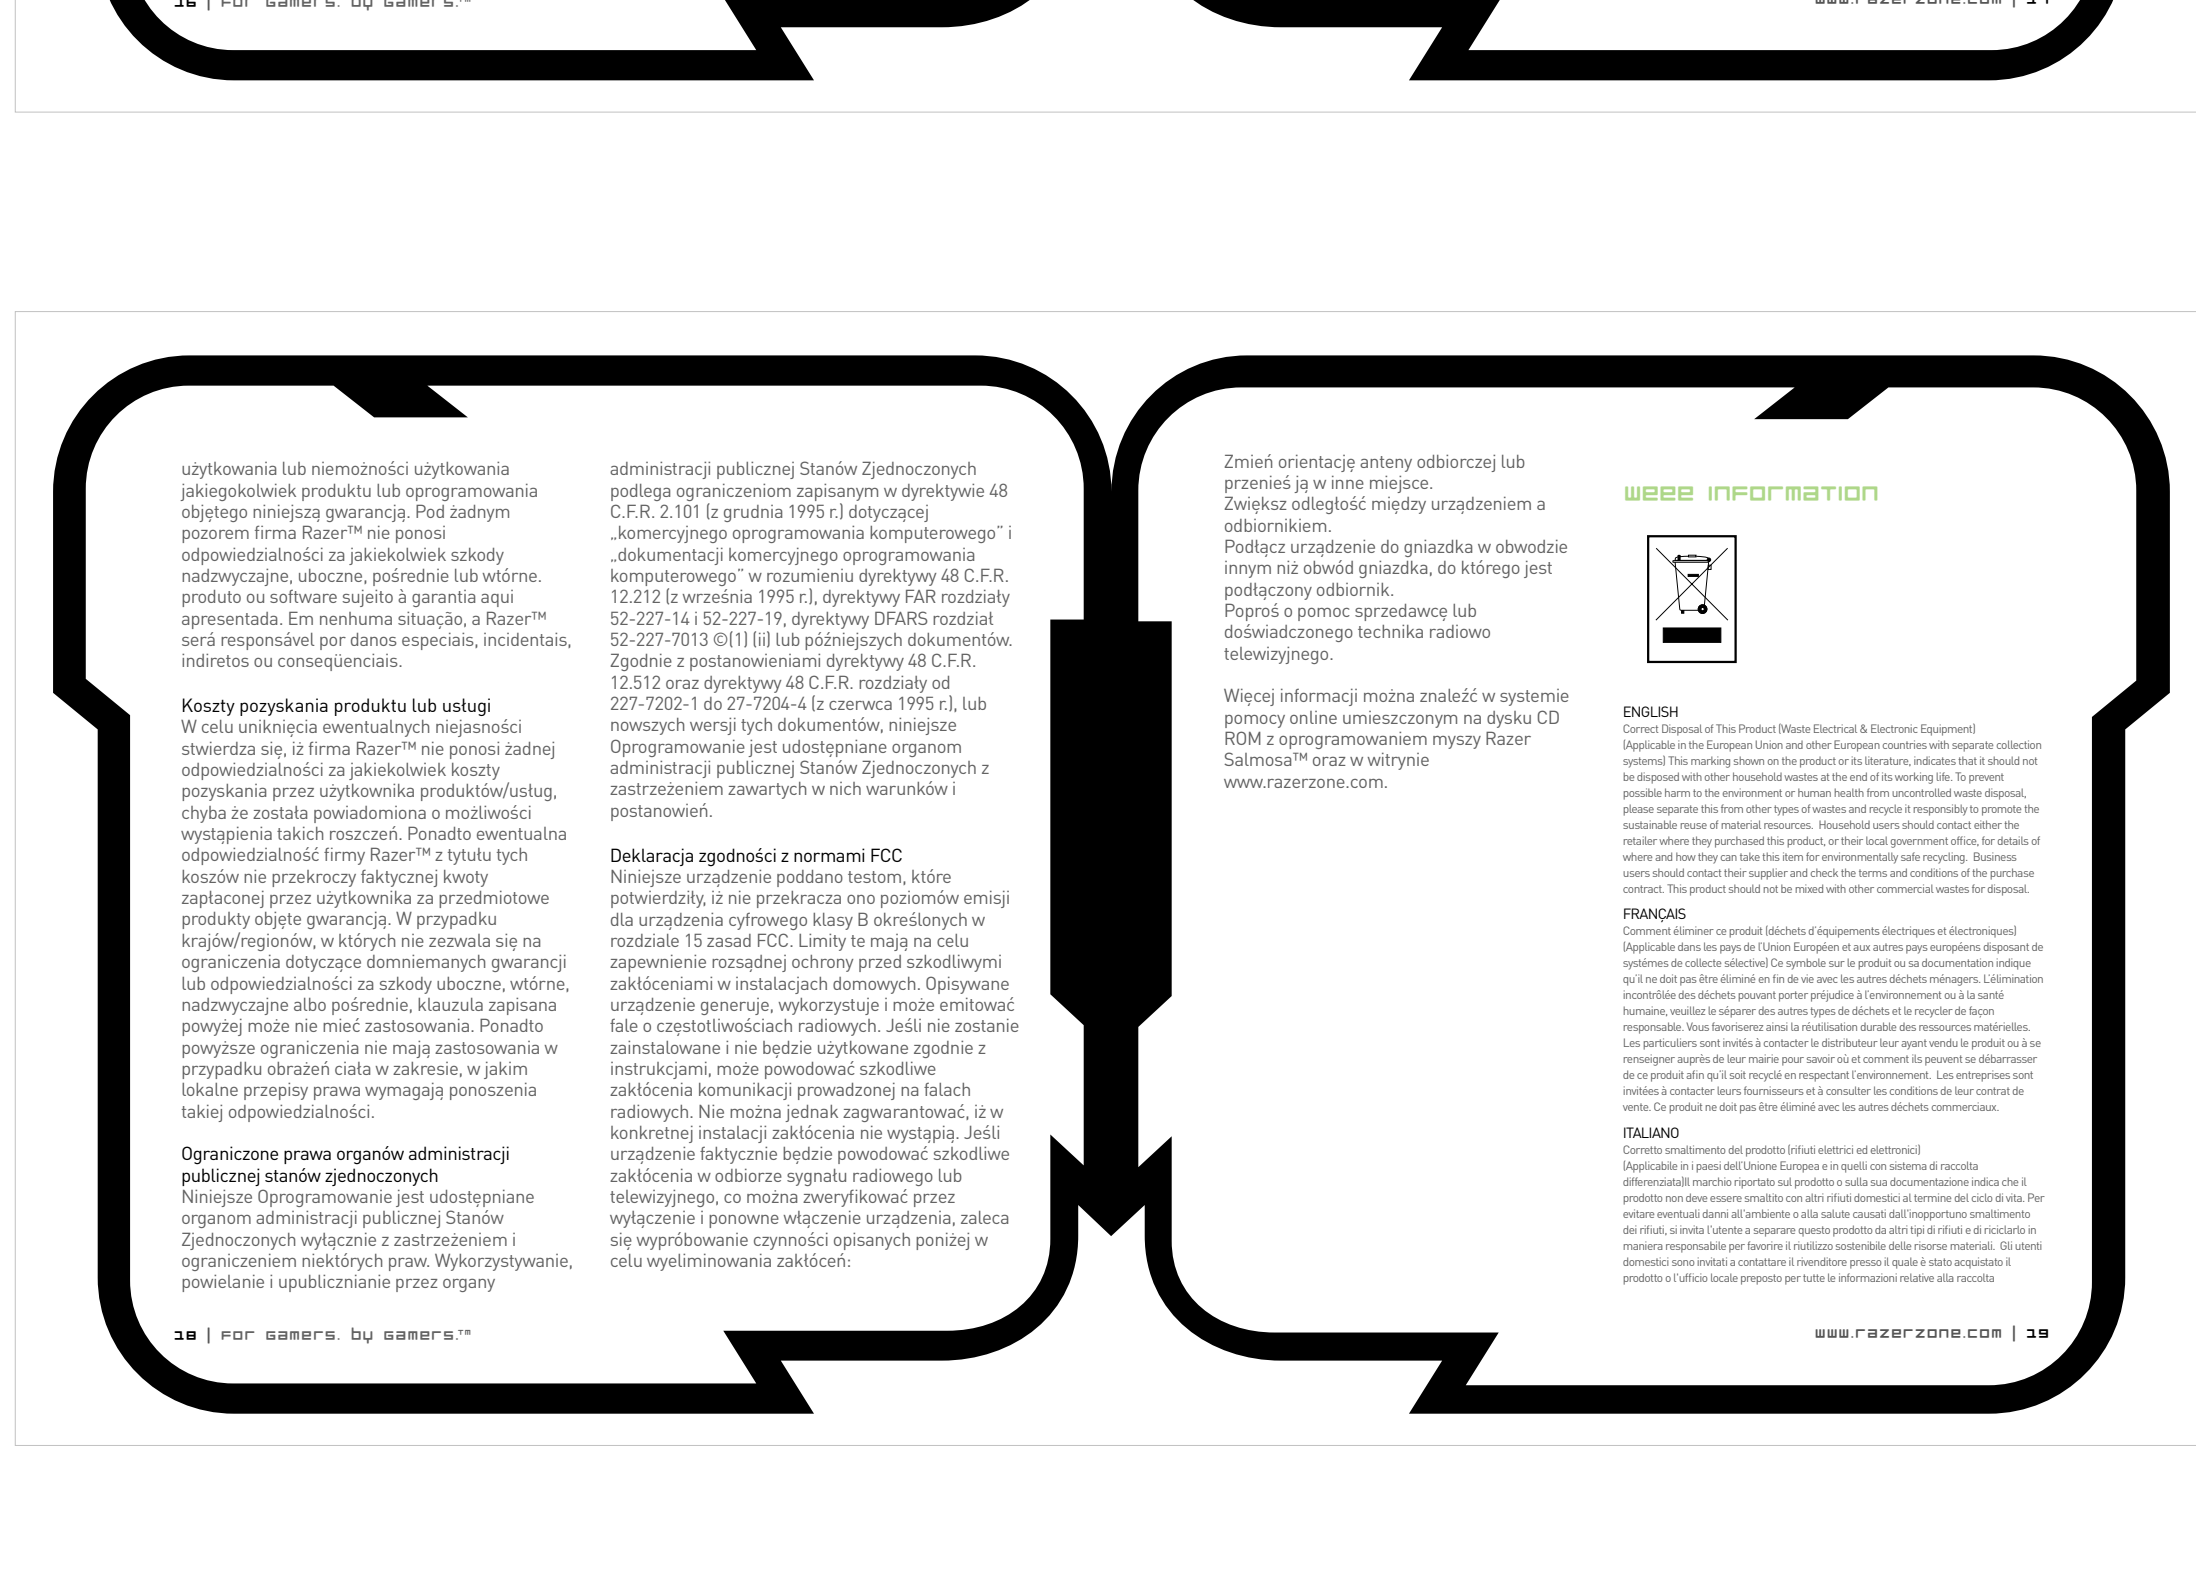 16 | For Gamers. By Gamers.™
www.razerzone.com | 17
użytkowania lub niemożności użytkowania
jakiegokolwiek produktu lub oprogramowania
objętego niniejszą gwarancją. Pod żadnym
pozorem firma Razer™ nie ponosi
odpowiedzialności za jakiekolwiek szkody
nadzwyczajne, uboczne, pośrednie lub wtórne.
produto ou software sujeito à garantia aqui
apresentada. Em nenhuma situação, a Razer™
será responsável por danos especiais, incidentais,
indiretos ou conseqüenciais.
Koszty pozyskania produktu lub usługi
W celu uniknięcia ewentualnych niejasności
stwierdza się, iż firma Razer™ nie ponosi żadnej
odpowiedzialności za jakiekolwiek koszty
pozyskania przez użytkownika produktów/usług,
chyba że została powiadomiona o możliwości
wystąpienia takich roszczeń. Ponadto ewentualna
odpowiedzialność firmy Razer™ z tytułu tych
koszów nie przekroczy faktycznej kwoty
zapłaconej przez użytkownika za przedmiotowe
produkty objęte gwarancją. W przypadku
krajów/regionów, w których nie zezwala się na
ograniczenia dotyczące domniemanych gwarancji
lub odpowiedzialności za szkody uboczne, wtórne,
nadzwyczajne albo pośrednie, klauzula zapisana
powyżej może nie mieć zastosowania. Ponadto
powyższe ograniczenia nie mają zastosowania w
przypadku obrażeń ciała w zakresie, w jakim
lokalne przepisy prawa wymagają ponoszenia
takiej odpowiedzialności.
Ograniczone prawa organów administracji
publicznej stanów zjednoczonych
Niniejsze Oprogramowanie jest udostępniane
organom administracji publicznej Stanów
Zjednoczonych wyłącznie z zastrzeżeniem i
ograniczeniem niektórych praw. Wykorzystywanie,
powielanie i upublicznianie przez organy
administracji publicznej Stanów Zjednoczonych
podlega ograniczeniom zapisanym w dyrektywie 48
C.F.R. 2.101 (z grudnia 1995 r.) dotyczącej
„komercyjnego oprogramowania komputerowego” i
„dokumentacji komercyjnego oprogramowania
komputerowego” w rozumieniu dyrektywy 48 C.F.R.
12.212 (z września 1995 r.), dyrektywy FAR rozdziały
52-227-14 i 52-227-19, dyrektywy DFARS rozdział
52-227-7013 ©(1) (ii) lub późniejszych dokumentów.
Zgodnie z postanowieniami dyrektywy 48 C.F.R.
12.512 oraz dyrektywy 48 C.F.R. rozdziały od
227-7202-1 do 27-7204-4 (z czerwca 1995 r.), lub
nowszych wersji tych dokumentów, niniejsze
Oprogramowanie jest udostępniane organom
administracji publicznej Stanów Zjednoczonych z
zastrzeżeniem zawartych w nich warunków i
postanowień.
Deklaracja zgodności z normami FCC
Niniejsze urządzenie poddano testom, które
potwierdziły, iż nie przekracza ono poziomów emisji
dla urządzenia cyfrowego klasy B określonych w
rozdziale 15 zasad FCC. Limity te mają na celu
zapewnienie rozsądnej ochrony przed szkodliwymi
zakłóceniami w instalacjach domowych. Opisywane
urządzenie generuje, wykorzystuje i może emitować
fale o częstotliwościach radiowych. Jeśli nie zostanie
zainstalowane i nie będzie użytkowane zgodnie z
instrukcjami, może powodować szkodliwe
zakłócenia komunikacji prowadzonej na falach
radiowych. Nie można jednak zagwarantować, iż w
konkretnej instalacji zakłócenia nie wystąpią. Jeśli
urządzenie faktycznie będzie powodować szkodliwe
zakłócenia w odbiorze sygnału radiowego lub
telewizyjnego, co można zweryfikować przez
wyłączenie i ponowne włączenie urządzenia, zaleca
się wypróbowanie czynności opisanych poniżej w
celu wyeliminowania zakłóceń:
18 | For Gamers. By Gamers.™
Zmień orientację anteny odbiorczej lub
przenieś ją w inne miejsce.
Zwiększ odległość między urządzeniem a
odbiornikiem.
Podłącz urządzenie do gniazdka w obwodzie
innym niż obwód gniazdka, do którego jest
podłączony odbiornik.
Poproś o pomoc sprzedawcę lub
doświadczonego technika radiowo
telewizyjnego.
Więcej informacji można znaleźć w systemie
pomocy online umieszczonym na dysku CD
ROM z oprogramowaniem myszy Razer
Salmosa™ oraz w witrynie
www.razerzone.com.
WEEE INFORMATION
ENGLISH
Correct Disposal of This Product (Waste Electrical & Electronic Equipment)
(Applicable in the European Union and other European countries with separate collection
systems) This marking shown on the product or its literature, indicates that it should not
be disposed with other household wastes at the end of its working life. To prevent
possible harm to the environment or human health from uncontrolled waste disposal,
please separate this from other types of wastes and recycle it responsibly to promote the
sustainable reuse of material resources. Household users should contact either the
retailer where they purchased this product, or their local government office, for details of
where and how they can take this item for environmentally safe recycling. Business
users should contact their supplier and check the terms and conditions of the purchase
contract. This product should not be mixed with other commercial wastes for disposal.
FRANÇAIS
Comment éliminer ce produit (déchets d'équipements électriques et électroniques)
(Applicable dans les pays de l'Union Européen et aux autres pays européens disposant de
systémes de collecte sélective) Ce symbole sur le produit ou sa documentation indique
qu'il ne doit pas être éliminé en fin de vie avec les autres déchets ménagers. L'élimination
incontrôlée des déchets pouvant porter préjudice à l'environnement ou à la santé
humaine, veuillez le séparer des autres types de déchets et le recycler de façon
responsable. Vous favoriserez ainsi la réutilisation durable des ressources matérielles.
Les particuliers sont invités à contacter le distributeur leur ayant vendu le produit ou à se
renseigner auprès de leur mairie pour savoir où et comment ils peuvent se débarrasser
de ce produit afin qu'il soit recyclé en respectant l'environnement. Les entreprises sont
invitées à contacter leurs fournisseurs et à consulter les conditions de leur contrat de
vente. Ce produit ne doit pas être éliminé avec les autres déchets commerciaux.
ITALIANO
Corretto smaltimento del prodotto (rifiuti elettrici ed elettronici)
(Applicabile in i paesi dell'Unione Europea e in quelli con sistema di raccolta
differenziata)Il marchio riportato sul prodotto o sulla sua documentazione indica che il
prodotto non deve essere smaltito con altri rifiuti domestici al termine del ciclo di vita. Per
evitare eventuali danni all'ambiente o alla salute causati dall'inopportuno smaltimento
dei rifiuti, si invita l'utente a separare questo prodotto da altri tipi di rifiuti e di riciclarlo in
maniera responsabile per favorire il riutilizzo sostenibile delle risorse materiali. Gli utenti
domestici sono invitati a contattare il rivenditore presso il quale è stato acquistato il
prodotto o l'ufficio locale preposto per tutte le informazioni relative alla raccolta
www.razerzone.com | 19